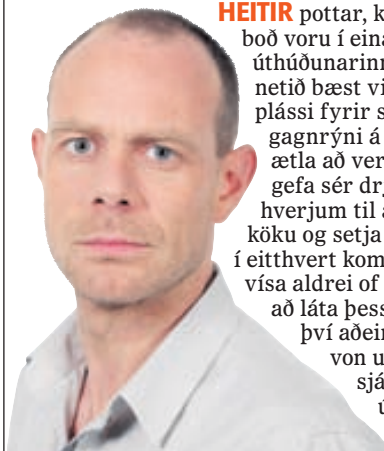 HEITIR pottar, k
boð voru í eina
úthúðunarinn
netið bæst vi
plássi fyrir s
gagnrýni á
ætla að ver
gefa sér drj
hverjum til a
köku og setja
í eitthvert kom
vísa aldrei of
að láta þess
því aðein
von u
sjá
ú